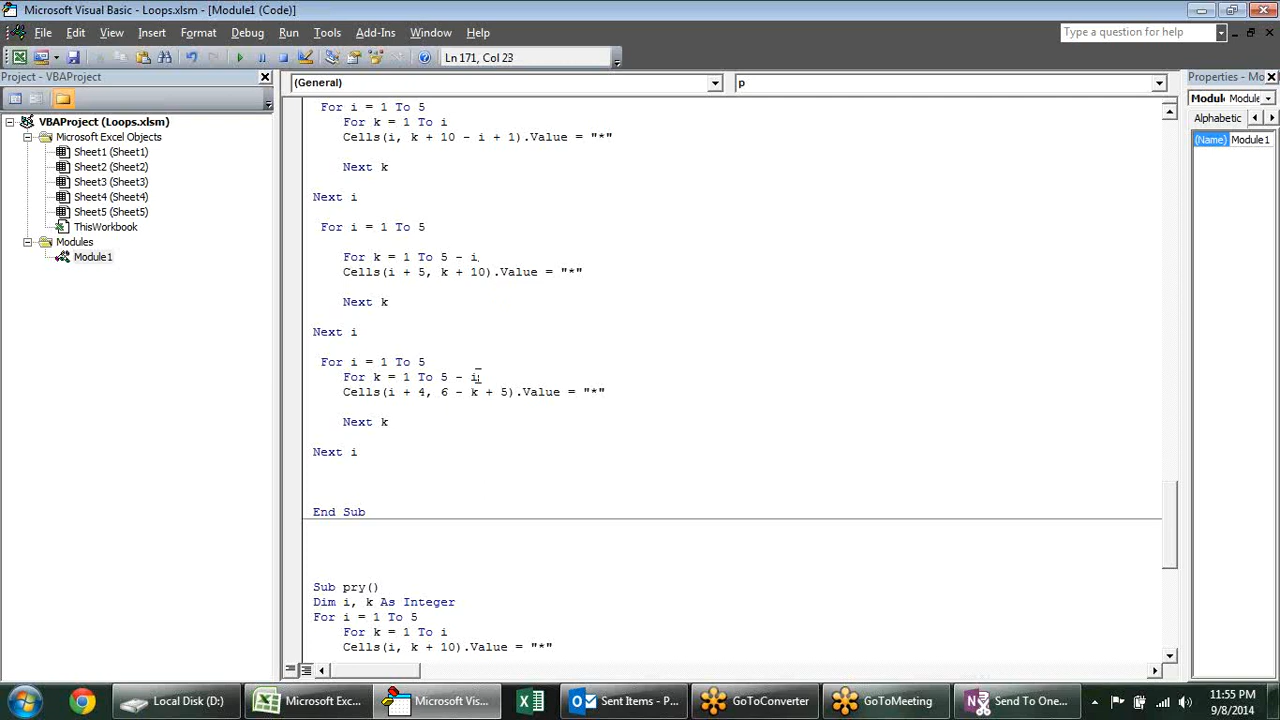 Microsoft Visual Basic - Loops.xlsm - [Module1 (Code)]
File Edit View Insert Format Debug Run Tools Add-Ins Window Help
Type a question for help
Ln 171, Col 23
Project - VBAProject
VBAProject (Loops.xlsm)
Microsoft Excel Objects
Sheet1 (Sheet1)
Sheet2 (Sheet2)
Sheet3 (Sheet3)
Sheet4 (Sheet4)
Sheet5 (Sheet5)
ThisWorkbook
Modules
Module1
(General)
p
For i = 1 To 5
For k = 1 To i
Cells(i, k + 10 - i + 1).Value = "*"
Next k
Next i
For i = 1 To 5
For k = 1 To 5 - i
Cells(i + 5, k + 10).Value = "*"
Next k
Next i
For i = 1 To 5
For k = 1 To 5 - i
Cells(i + 4, 6 - k + 5).Value = "*"
Next k
Next i
End Sub
Sub pry()
Dim i, k As Integer
For i = 1 To 5
For k = 1 To i
Cells(i, k + 10).Value = "*"
Properties - Mo
Module
Alphabetic
(Name) Module1
Local Disk (D:)
Microsoft Exc...
Microsoft Vis...
Sent Items - P...
GoToConverter
GoToMeeting
Send To One...
11:55 PM
9/8/2014